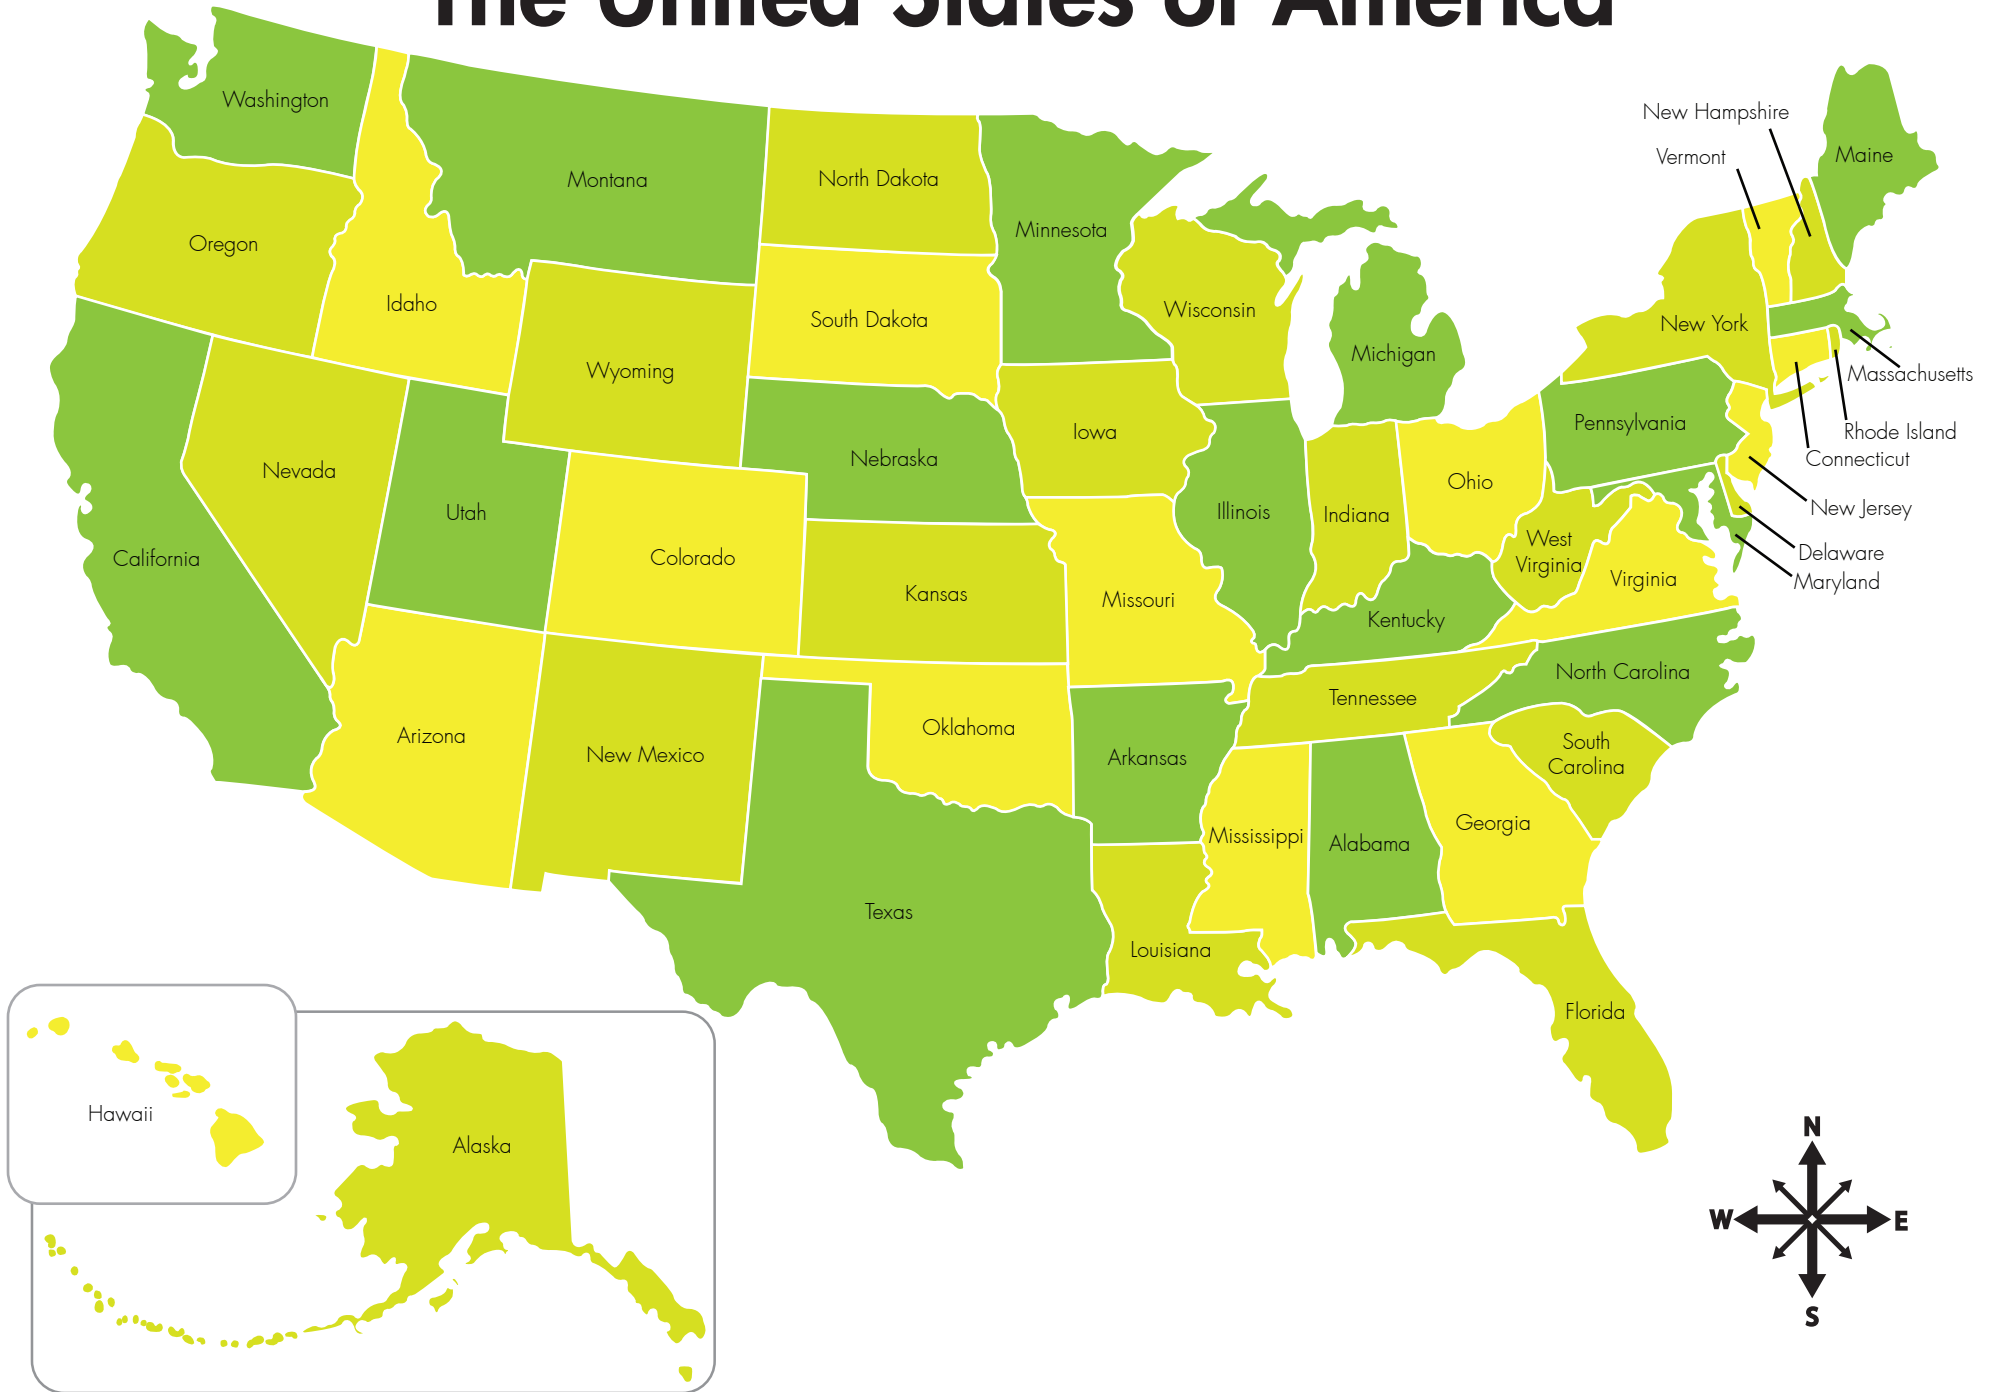 The United States of America
Washington
Oregon
California
Nevada
Idaho
Montana
Wyoming
Utah
Arizona
Colorado
New Mexico
North Dakota
South Dakota
Nebraska
Kansas
Oklahoma
Texas
Minnesota
Iowa
Missouri
Arkansas
Louisiana
Wisconsin
Illinois
Michigan
Indiana
Ohio
Kentucky
Tennessee
Mississippi
Alabama
Georgia
Florida
South
Carolina
North Carolina
Virginia
West
Virginia
Pennsylvania
New York
Vermont
New Hampshire
Maine
Massachusetts
Rhode Island
Connecticut
New Jersey
Delaware
Maryland
Hawaii
Alaska
N
W
E
S